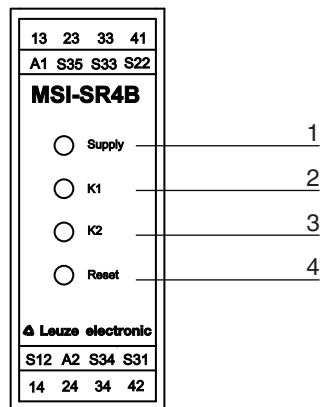 13 23 33 41
A1 S35 S33 S22
MSI-SR4B
Supply 1
K1 2
K2 3
Reset 4
Leuze electronic
S12 A2 S34 S31
14 24 34 42